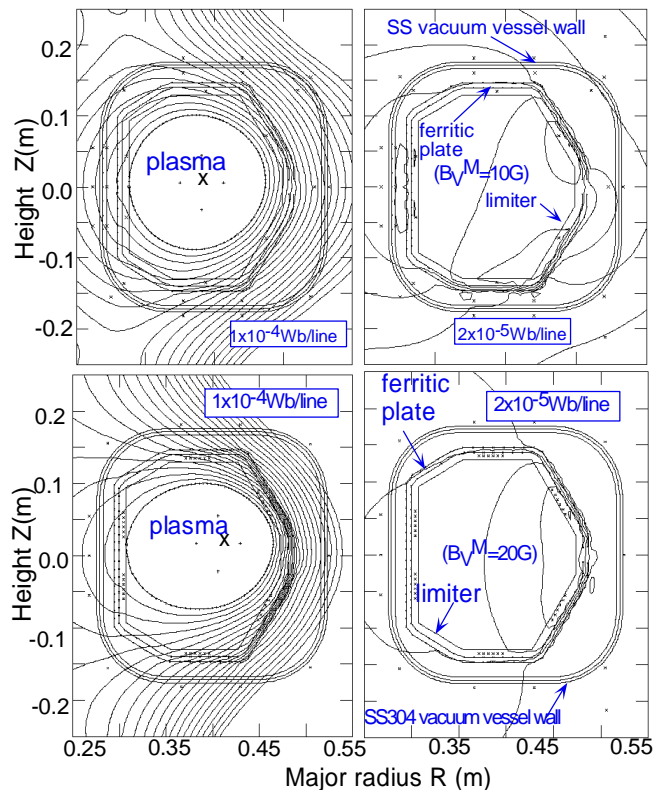 0.2
0.1
0.0
-0.1
-0.2
Height Z(m)
plasma
X
1x10-4Wb/line
SS vacuum vessel wall
ferritic
plate
(BVM=10G)
limiter
2x10-5Wb/line
0.2
0.1
0.0
-0.1
-0.2
Height Z(m)
1x10-4Wb/line
plasma
X
ferritic
plate
2x10-5Wb/line
(BVM=20G)
limiter
SS304 vacuum vessel wall
0.25 0.35 0.45 0.55
0.35 0.45 0.55
Major radius R (m)